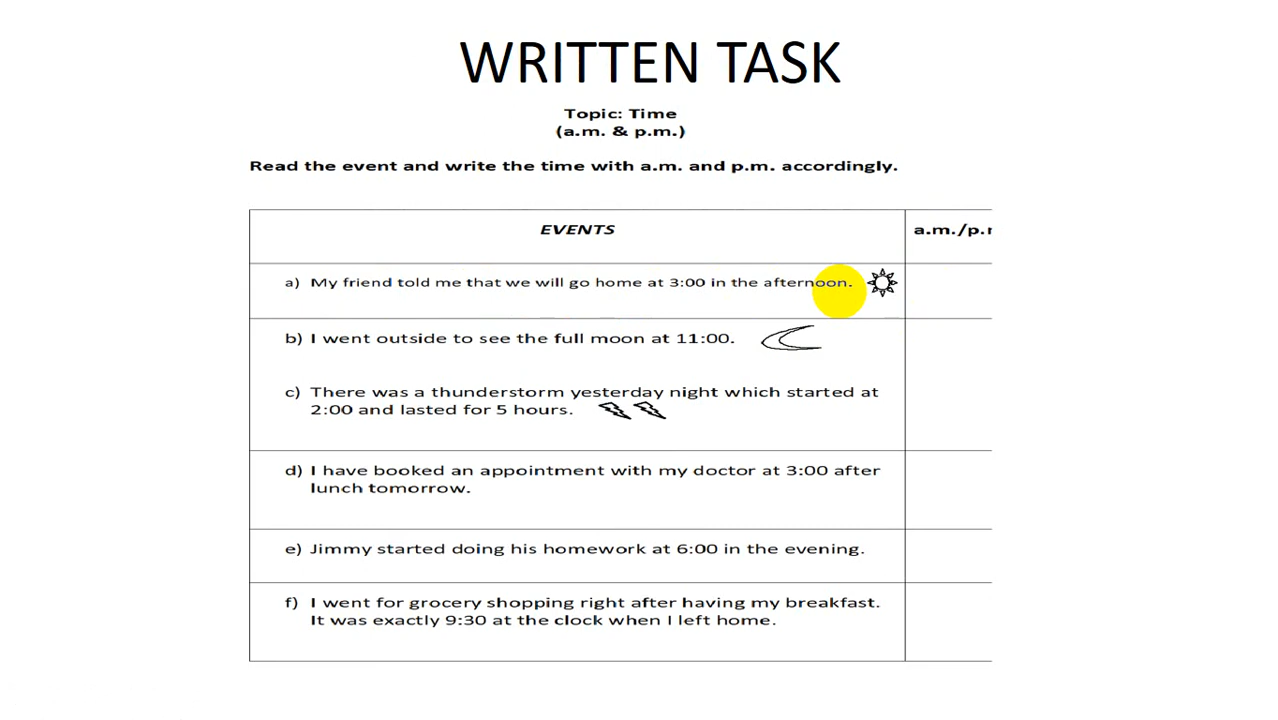 WRITTEN TASK
Topic: Time
(a.m. & p.m.)
Read the event and write the time with a.m. and p.m. accordingly.
EVENTS
a.m./p.m
a) My friend told me that we will go home at 3:00 in the afternoon.
b) I went outside to see the full moon at 11:00.
c) There was a thunderstorm yesterday night which started at
2:00 and lasted for 5 hours.
d) I have booked an appointment with my doctor at 3:00 after
lunch tomorrow.
e) Jimmy started doing his homework at 6:00 in the evening.
f) I went for grocery shopping right after having my breakfast.
It was exactly 9:30 at the clock when I left home.